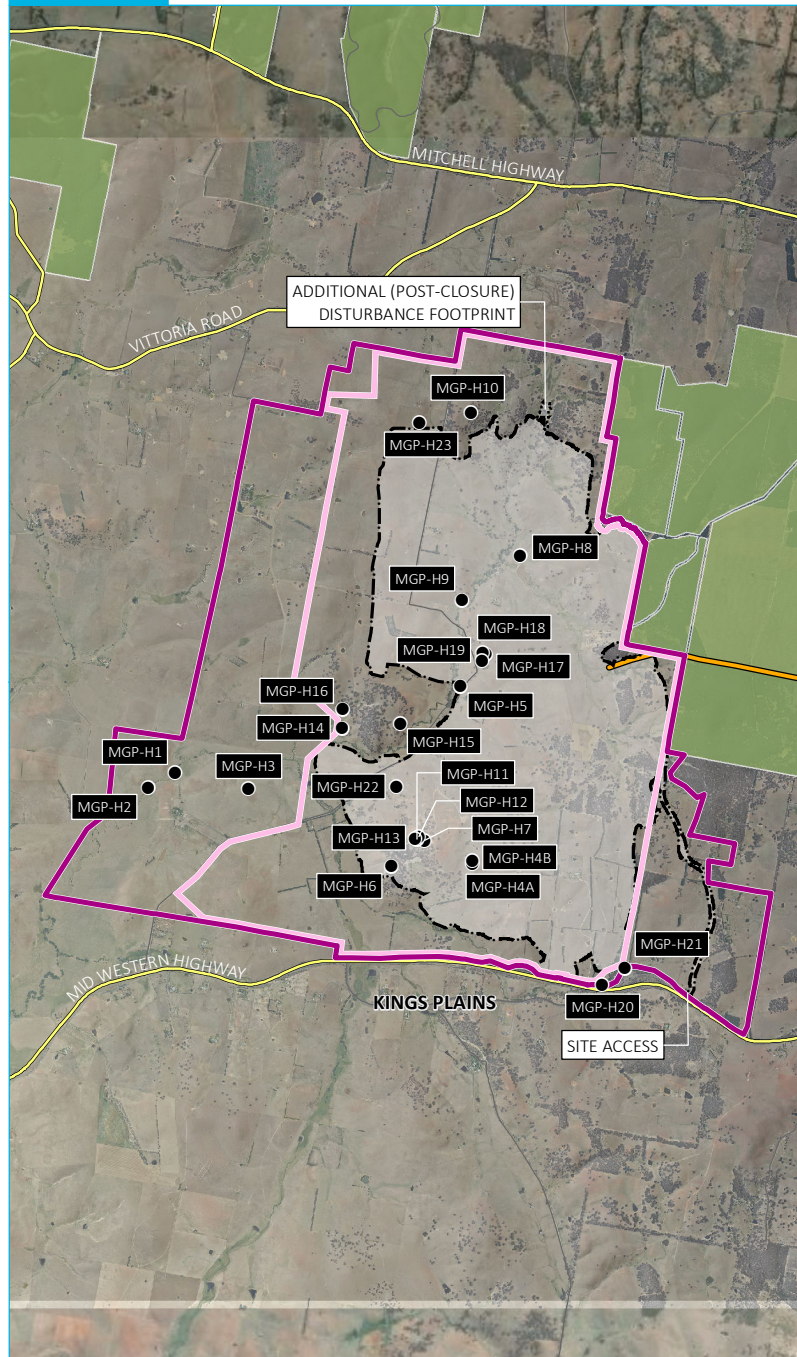 MITCHELL HIGHWAY
ADDITIONAL (POST-CLOSURE)
DISTURBANCE FOOTPRINT
VITTORIA ROAD
MGP-H10
MGP-H23
MGP-H8
MGP-H9
MGP-H18
MGP-H19
MGP-H17
MGP-H16
MGP-H5
MGP-H14
MGP-H15
MGP-H1
MGP-H3
MGP-H11
MGP-H2
MGP-H22
MGP-H12
MGP-H13
MGP-H7
MGP-H4B
MGP-H6
MGP-H4A
MGP-H21
MID WESTERN HIGHWAY
KINGS PLAINS
MGP-H20
SITE ACCESS